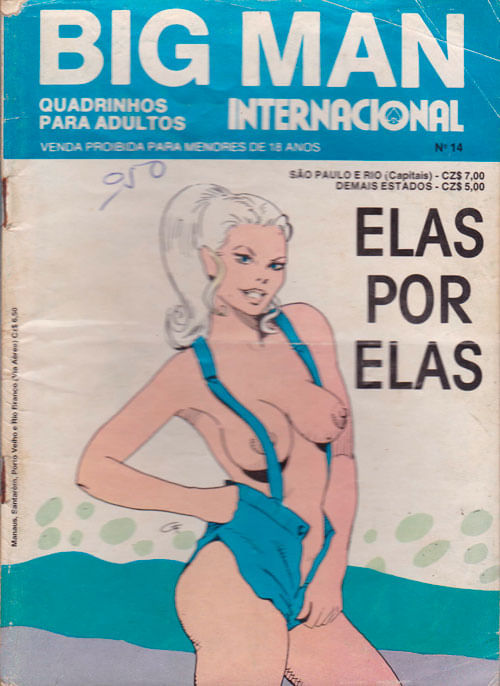 BIG MAN
QUADRINHOS
PARA ADULTOS
INTERNACIONAL
VENDA PROIBIDA PARA MENORES DE 18 ANOS
Nº 14
SÃO PAULO E RIO (Capitais) - CZ$ 7,00
DEMAIS ESTADOS - CZ$ 5,00
950
ELAS
POR
ELAS
Manaus, Santarém, Porto Velho e Rio Branco (Via Aérea) Cz$ 6,50